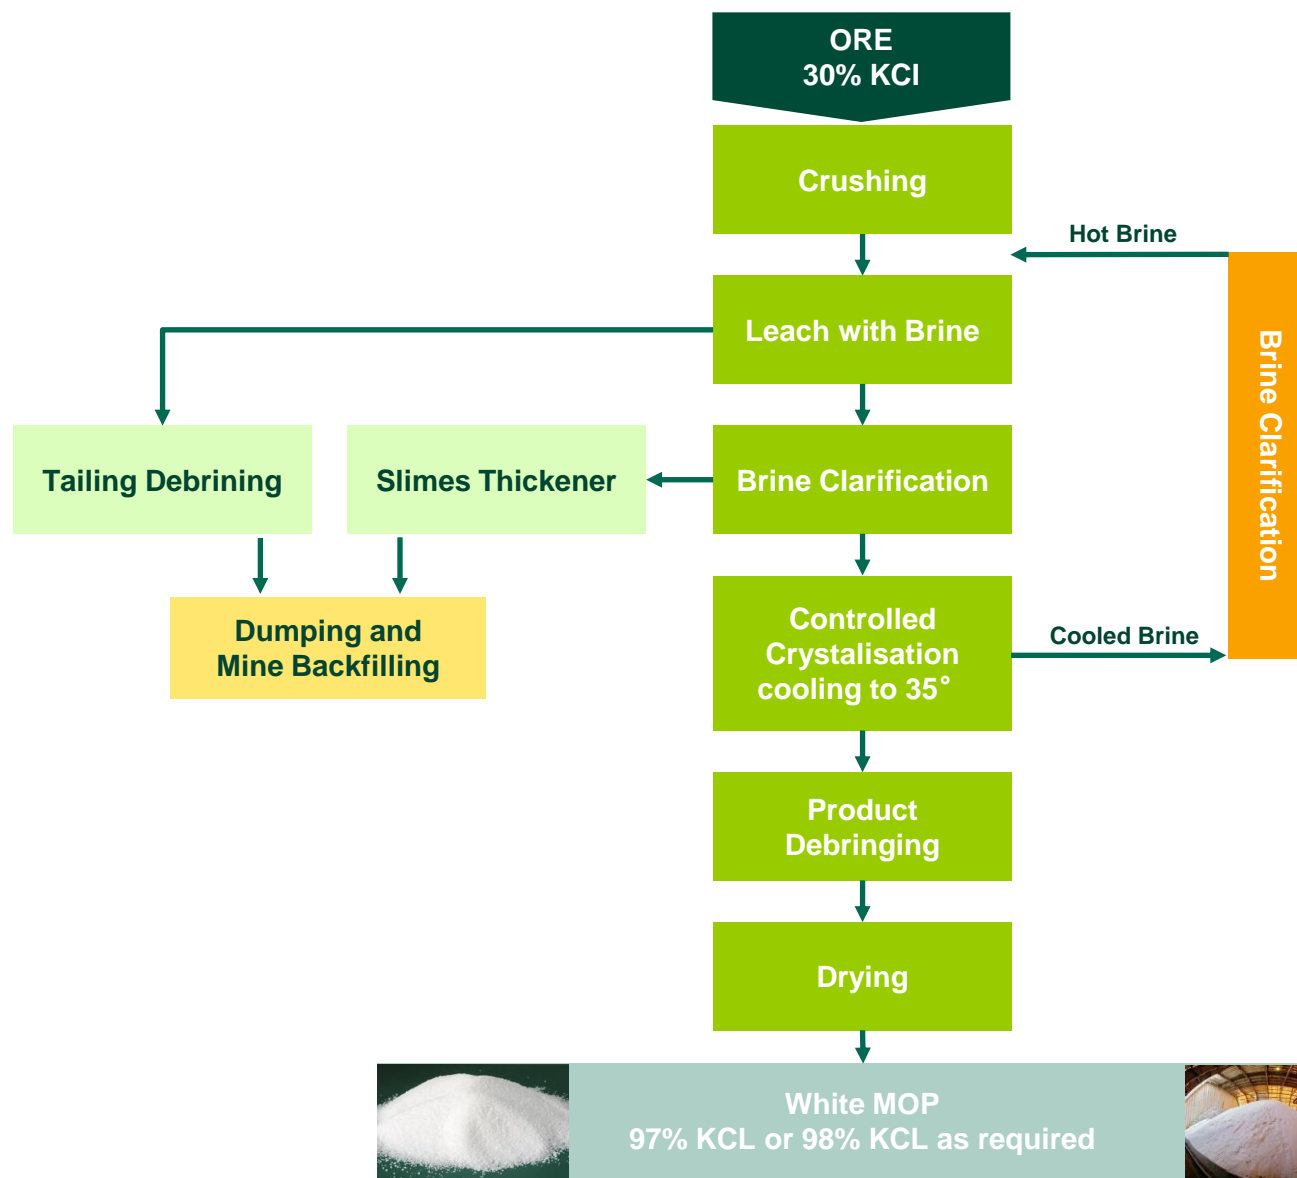 ORE
30% KCl
Crushing
Hot Brine
Leach with Brine
Brine Clarification
Tailing Debrining
Slimes Thickener
Brine Clarification
Dumping and
Mine Backfilling
Controlled
Crystalisation
cooling to 35°
Cooled Brine
Product
Debringing
Drying
White MOP
97% KCL or 98% KCL as required